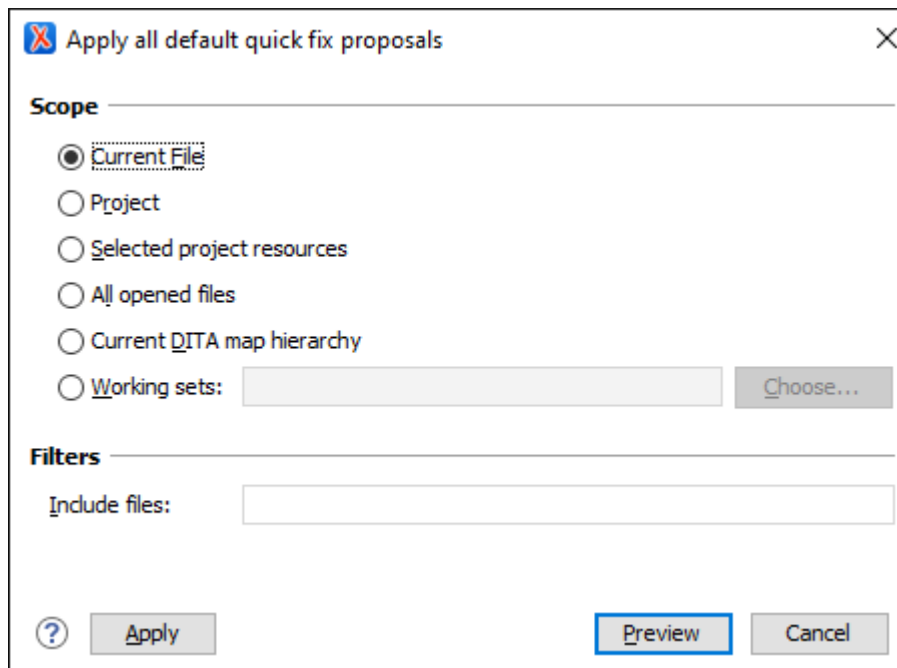 Apply all default quick fix proposals
Scope
Current File
Project
Selected project resources
All opened files
Current DITA map hierarchy
Working sets: Choose...
Filters
Include files:
? Apply Preview Cancel